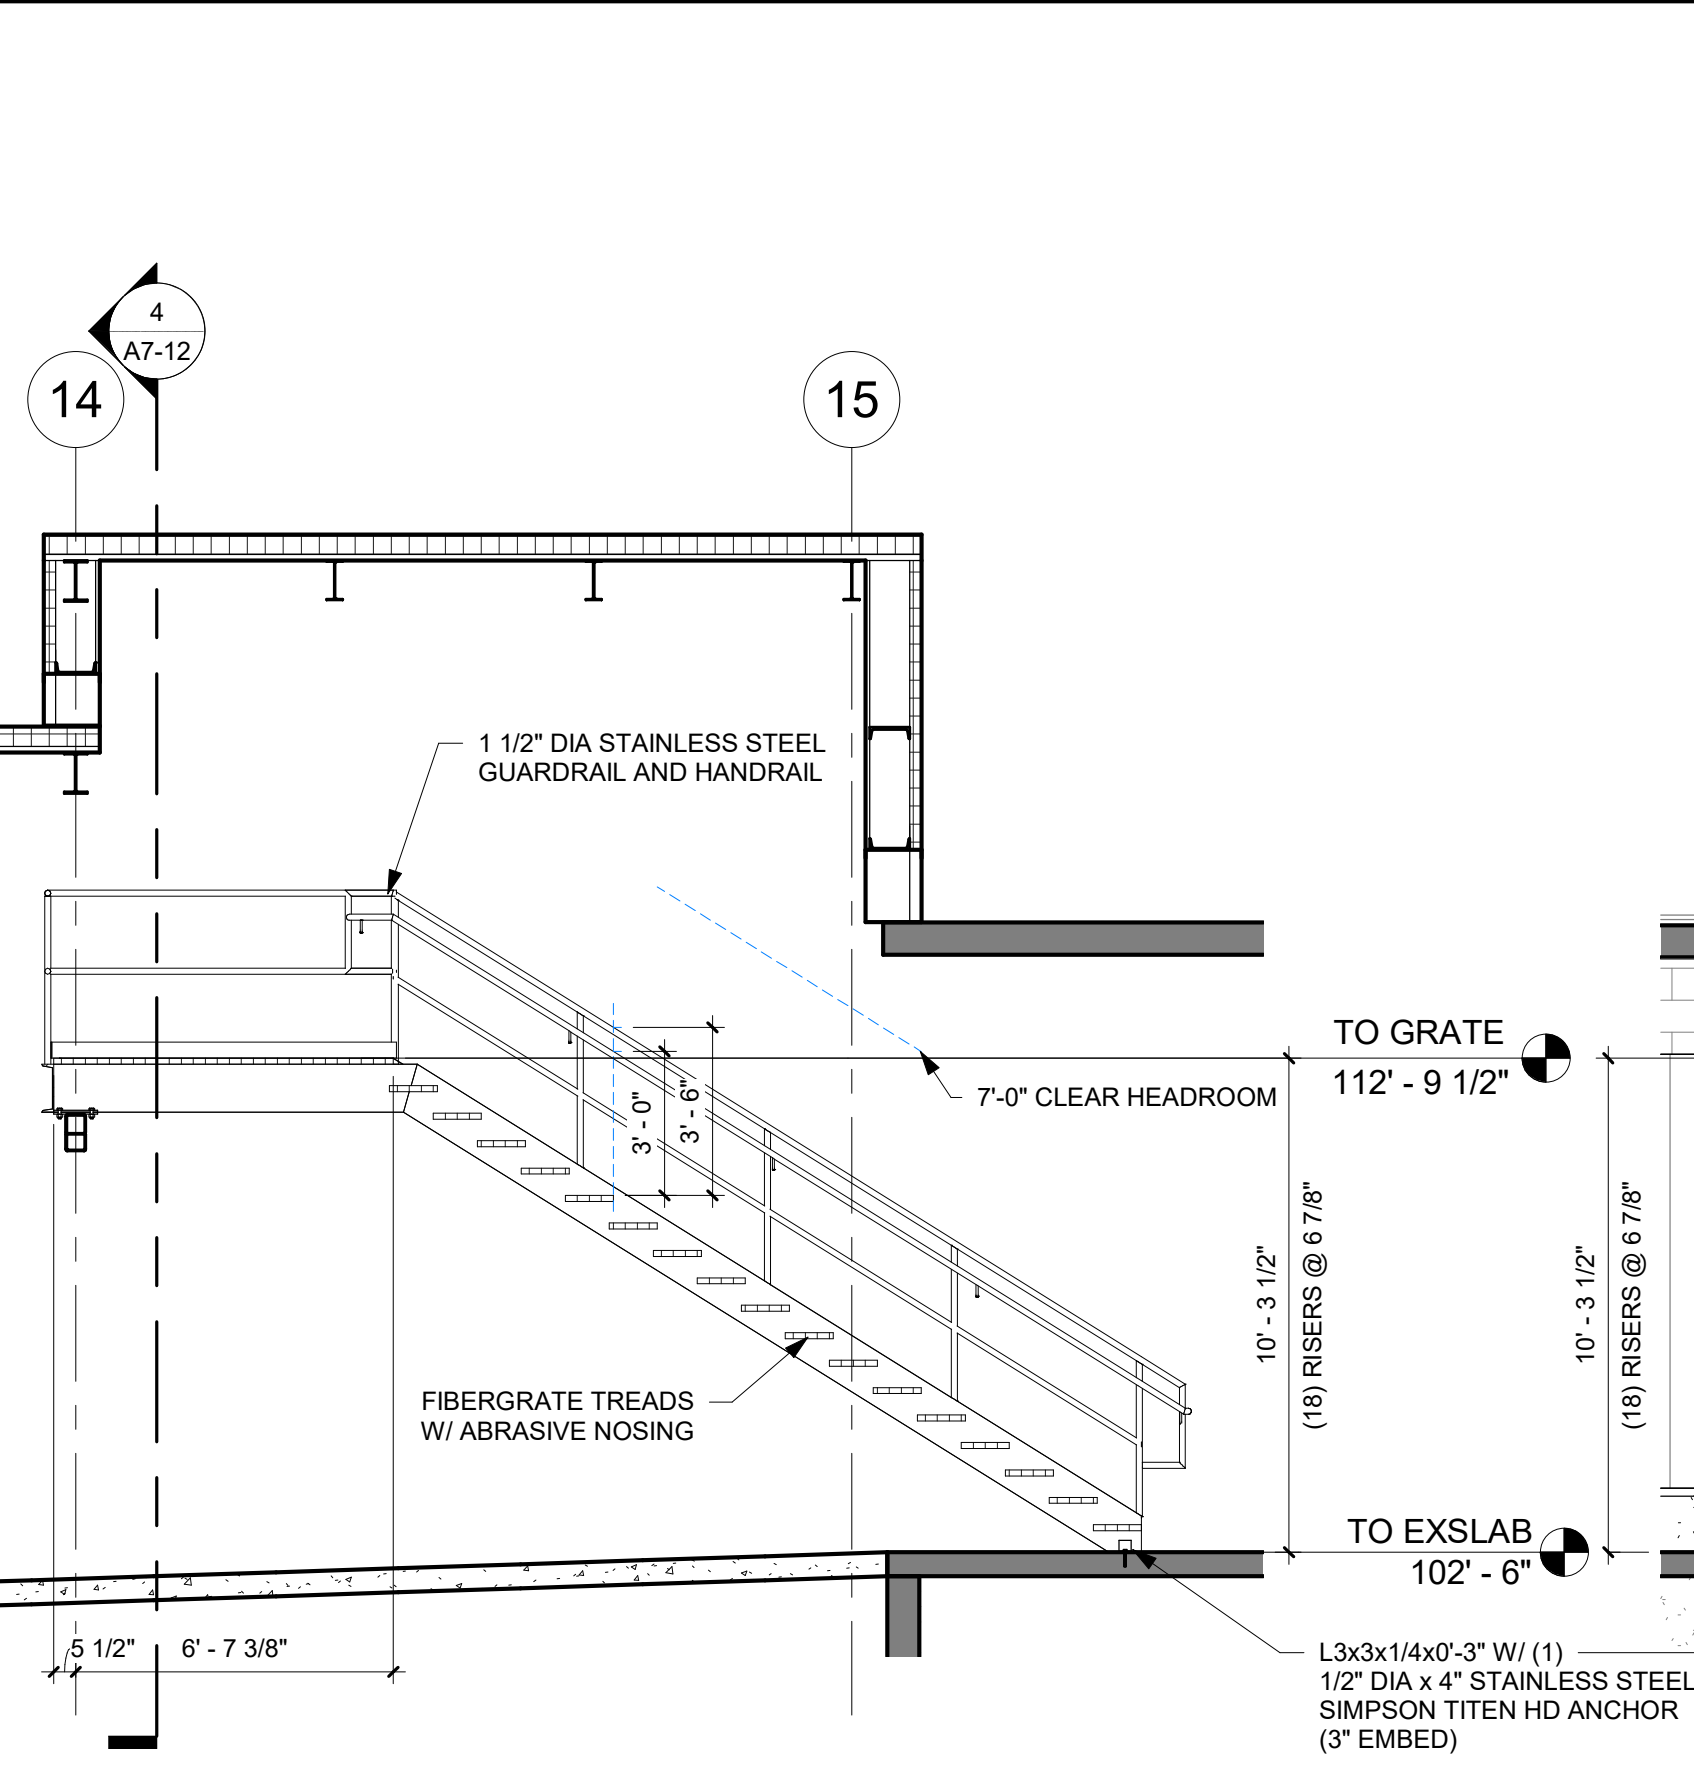 4
A7-12
14
15
1 1/2" DIA STAINLESS STEEL
GUARDRAIL AND HANDRAIL
TO GRATE
112' - 9 1/2"
7'-0" CLEAR HEADROOM
3' - 0"
3' - 6"
10' - 3 1/2"
(18) RISERS @ 6 7/8"
10' - 3 1/2"
(18) RISERS @ 6 7/8"
FIBERGRATE TREADS
W/ ABRASIVE NOSING
TO EXSLAB
102' - 6"
5 1/2"
6' - 7 3/8"
L3x3x1/4x0'-3" W/ (1)
1/2" DIA x 4" STAINLESS STEEL
SIMPSON TITEN HD ANCHOR
(3" EMBED)